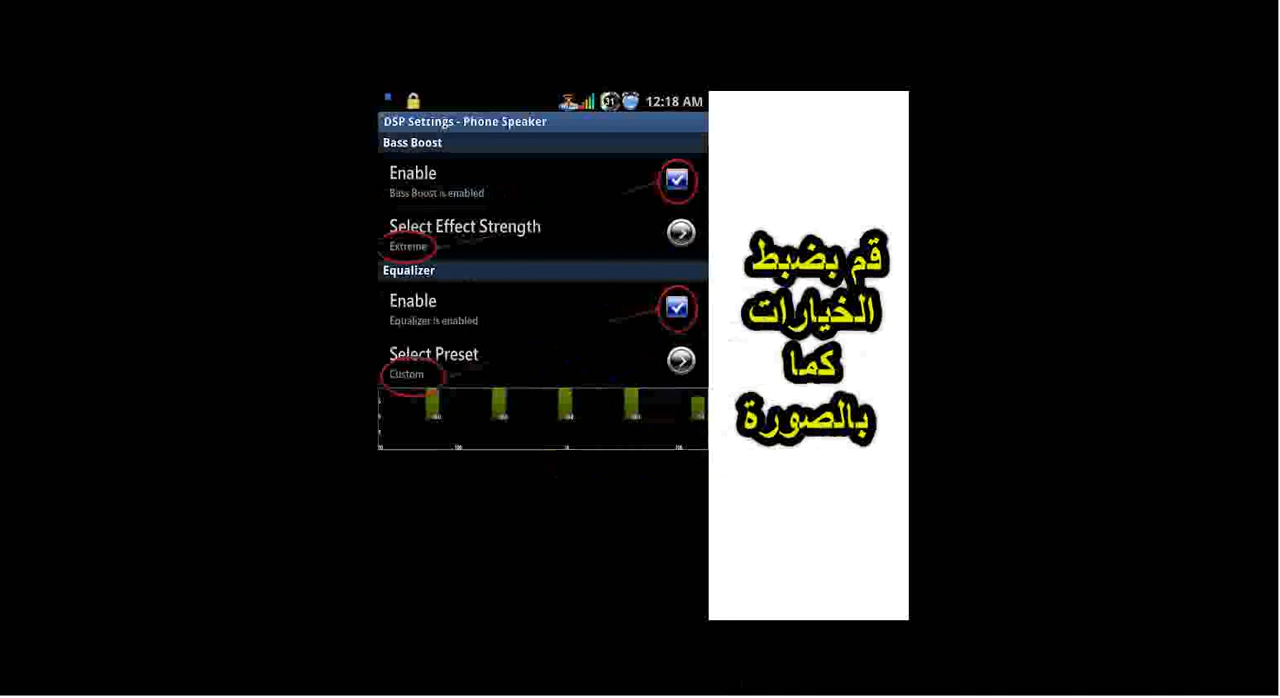 31 12:18 AM
DSP Settings - Phone Speaker
Bass Boost
Enable
Bass Boost is enabled
Select Effect Strength
Extreme
Equalizer
Enable
Equalizer is enabled
Select Preset
Custom
قم بضبط
الخيارات
كما
بالصورة